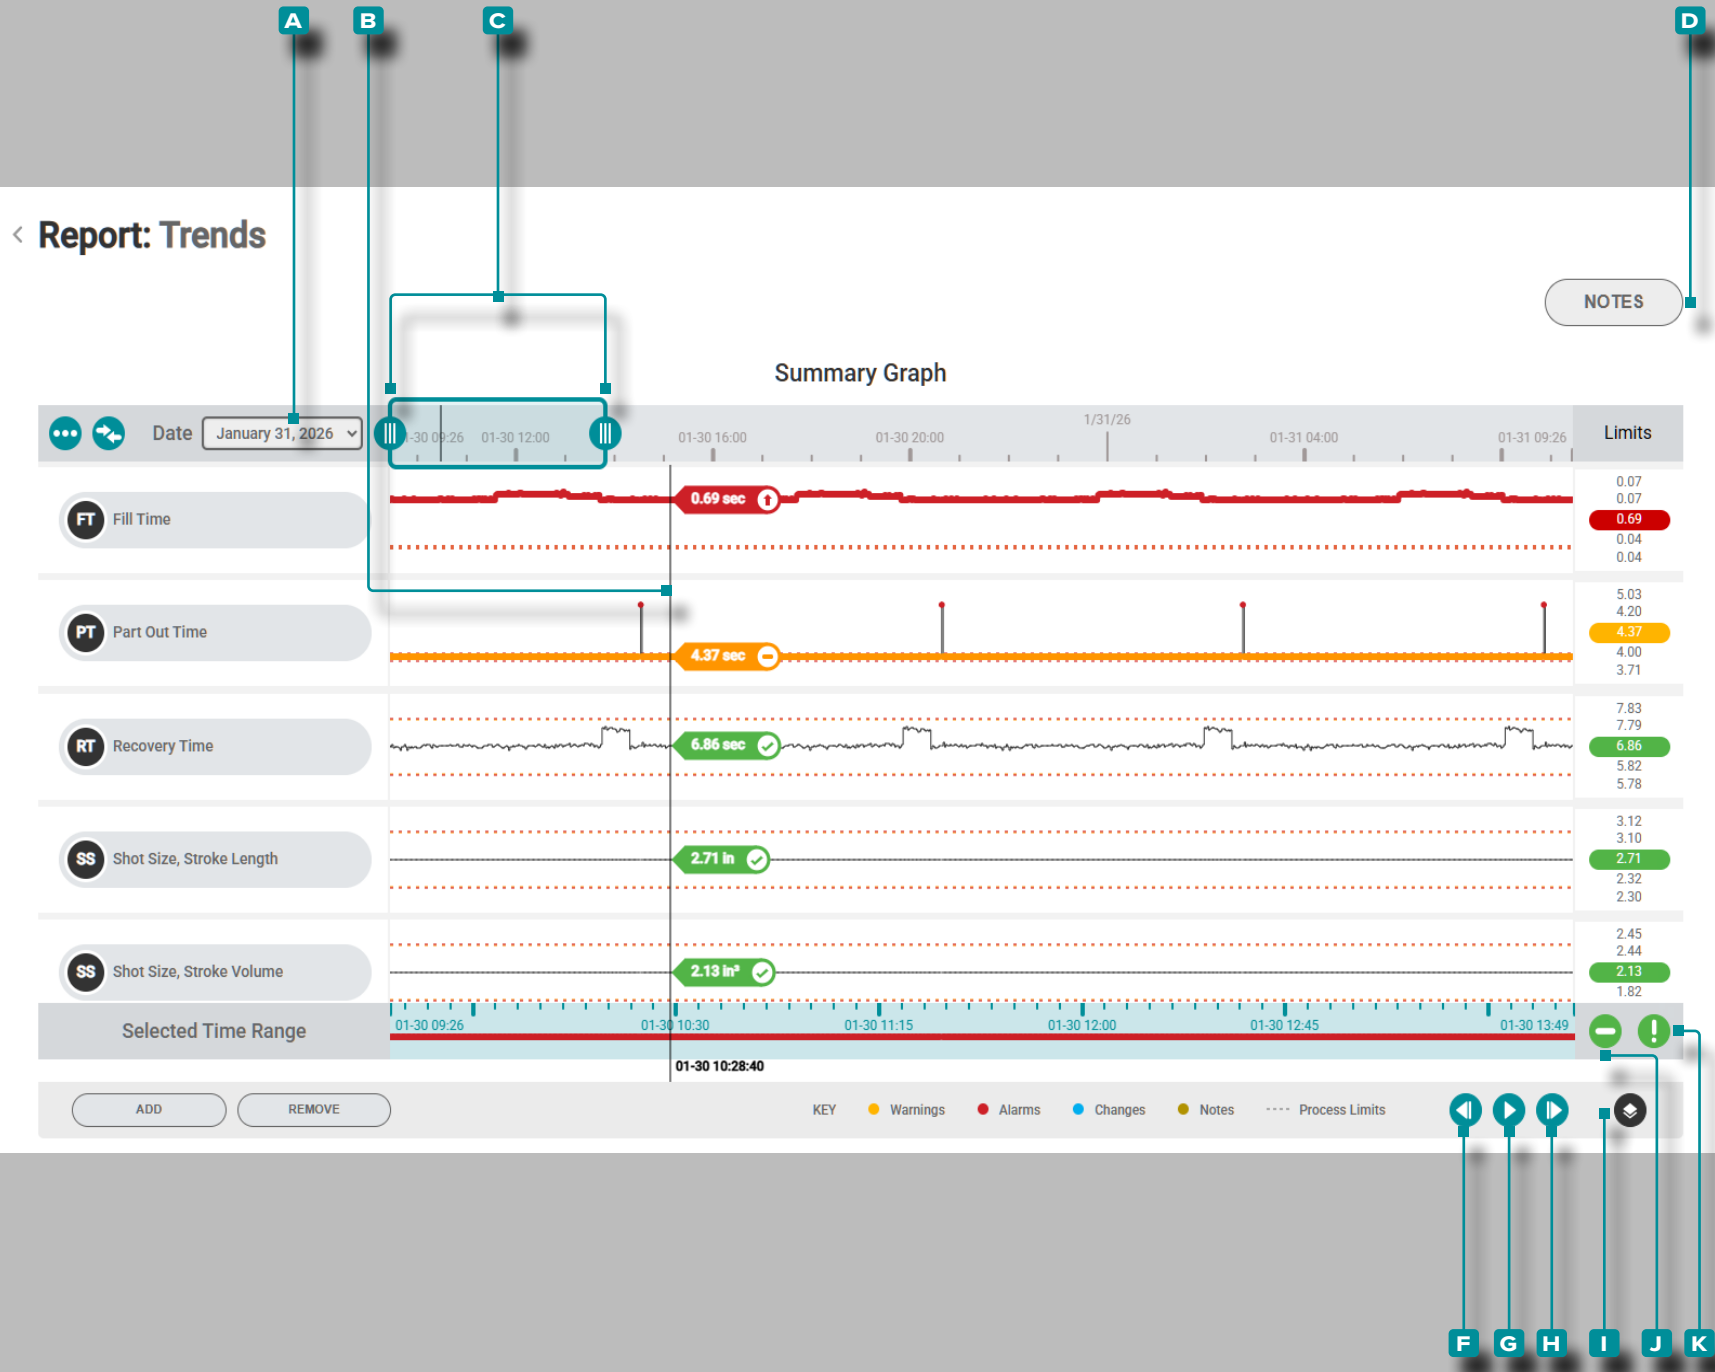 A B C D
Report: Trends
NOTES
Summary Graph
Date January 31, 2026
-30 09:26 01-30 12:00 01-30 16:00 01-30 20:00 1/31/26 01-31 04:00 01-31 09:26
Limits
FT Fill Time
0.69 sec
0.07
0.07
0.69
0.04
0.04
PT Part Out Time
4.37 sec
5.03
4.20
4.37
4.00
3.71
RT Recovery Time
6.86 sec
7.83
7.79
6.86
5.82
5.78
SS Shot Size, Stroke Length
2.71 in
3.12
3.10
2.71
2.32
2.30
SS Shot Size, Stroke Volume
2.13 in³
2.45
2.44
2.13
1.82
Selected Time Range
01-30 09:26 01-30 10:30 01-30 11:15 01-30 12:00 01-30 12:45 01-30 13:49
01-30 10:28:40
ADD REMOVE
KEY Warnings Alarms Changes Notes Process Limits
F G H I J K